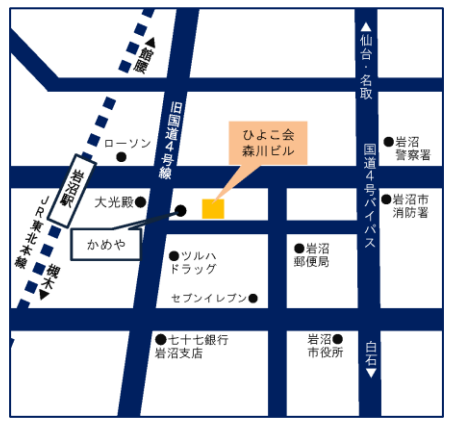 ▲館腰
▲仙台・名取
旧国道4号線
ひよこ会
森川ビル
ローソン
岩沼
警察署
国道4号バイパス
岩沼駅
JR東北本線
大光殿
岩沼市
消防署
かめや
ツルハ
ドラッグ
岩沼
郵便局
槻木▼
セブンイレブン
七十七銀行
岩沼支店
岩沼
市役所
白石▼